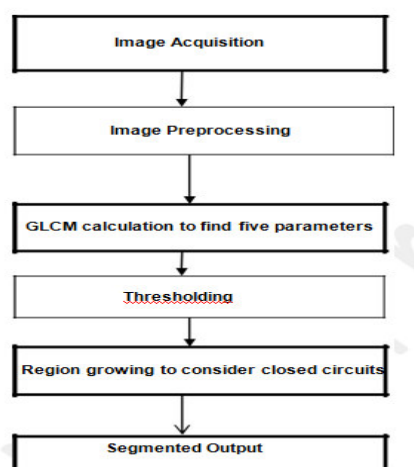 Image Acquisition
Image Preprocessing
GLCM calculation to find five parameters
Thresholding
Region growing to consider closed circuits
Segmented Output